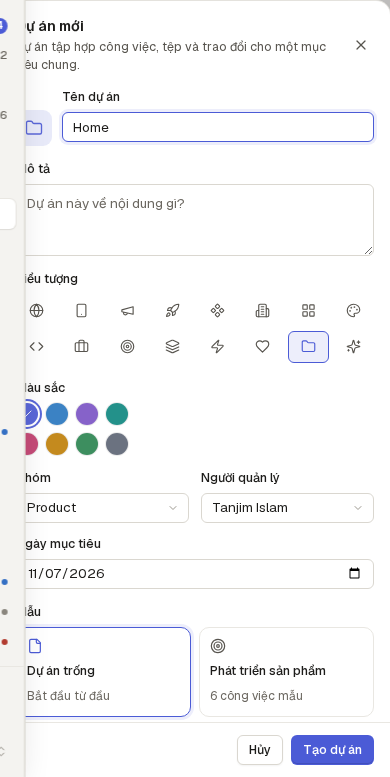 ự án mới
2
ự án tập hợp công việc, tệp và trao đổi cho một mục
iêu chung.
Tên dự án
6
Home
ô tả
Dự án này về nội dung gì?
iểu tượng
àu sắc
hóm
Người quản lý
Product
Tanjim Islam
gày mục tiêu
11/07/2026
ẫu
Dự án trống
Bắt đầu từ đầu
Phát triển sản phẩm
6 công việc mẫu
Hủy
Tạo dự án